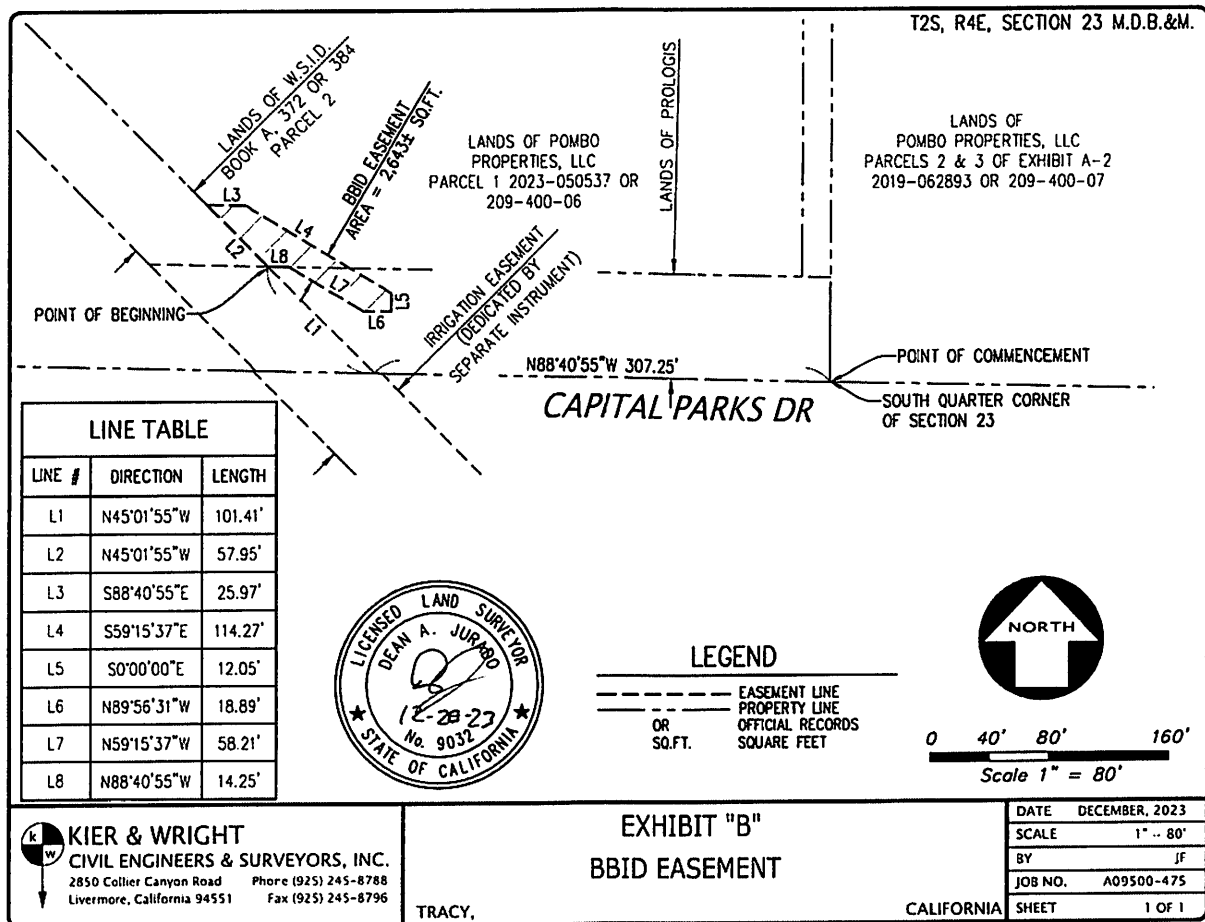 T2S, R4E, SECTION 23 M.D.B.&M.
LANDS OF W.S.I.D.
BOOK A, 372 OR 384
PARCEL 2
BBID EASEMENT
AREA = 2,643± SQ.FT.
LANDS OF POMBO
PROPERTIES, LLC
PARCEL 1 2023-050537 OR
209-400-06
LANDS OF PROLOGIS
LANDS OF
POMBO PROPERTIES, LLC
PARCELS 2 & 3 OF EXHIBIT A-2
2019-062893 OR 209-400-07
L3
L4
L2
L8
L7
L5
L6
L1
POINT OF BEGINNING
IRRIGATION EASEMENT
(DEDICATED BY
SEPARATE INSTRUMENT)
N88°40'55"W 307.25'
POINT OF COMMENCEMENT
CAPITAL PARKS DR
SOUTH QUARTER CORNER
OF SECTION 23
LINE TABLE
LINE # DIRECTION LENGTH
L1 N45°01'55"W 101.41'
L2 N45°01'55"W 57.95'
L3 S88°40'55"E 25.97'
L4 S59°15'37"E 114.27'
L5 S0°00'00"E 12.05'
L6 N89°56'31"W 18.89'
L7 N59°15'37"W 58.21'
L8 N88°40'55"W 14.25'
LICENSED LAND SURVEYOR
DEAN A. JURADO
12-28-23
No. 9032
STATE OF CALIFORNIA
LEGEND
EASEMENT LINE
PROPERTY LINE
OR OFFICIAL RECORDS
SQ.FT. SQUARE FEET
NORTH
0 40' 80' 160'
Scale 1" = 80'
k w
KIER & WRIGHT
CIVIL ENGINEERS & SURVEYORS, INC.
2850 Collier Canyon Road Phore (925) 245-8788
Livermore, California 94551 Fax (925) 245-8796
EXHIBIT "B"
BBID EASEMENT
TRACY, CALIFORNIA
DATE DECEMBER, 2023
SCALE 1" = 80'
BY JF
JOB NO. A09500-475
SHEET 1 OF 1